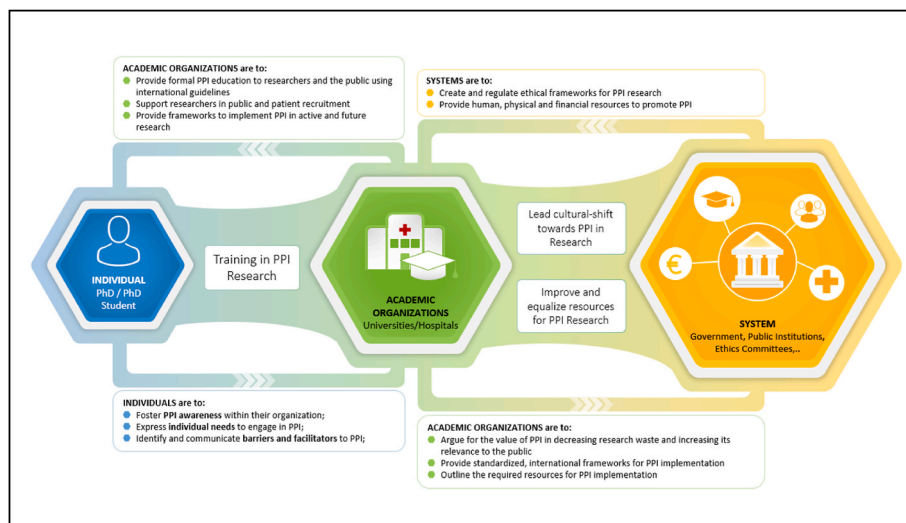 ACADEMIC ORGANIZATIONS are to:
Provide formal PPI education to researchers and the public using
international guidelines
Support researchers in public and patient recruitment
Provide frameworks to implement PPI in active and future
research
SYSTEMS are to:
Create and regulate ethical frameworks for PPI research
Provide human, physical and financial resources to promote PPI
INDIVIDUAL
PhD / PhD
Student
Training in PPI
Research
ACADEMIC
ORGANIZATIONS
Universities/Hospitals
Lead cultural-shift
towards PPI in
Research
Improve and
equalize resources
for PPI Research
€
SYSTEM
Government, Public Institutions,
Ethics Committees,..
INDIVIDUALS are to:
Foster PPI awareness within their organization;
Express individual needs to engage in PPI;
Identify and communicate barriers and facilitators to PPI;
ACADEMIC ORGANIZATIONS are to:
Argue for the value of PPI in decreasing research waste and increasing its
relevance to the public
Provide standardized, international frameworks for PPI implementation
Outline the required resources for PPI implementation